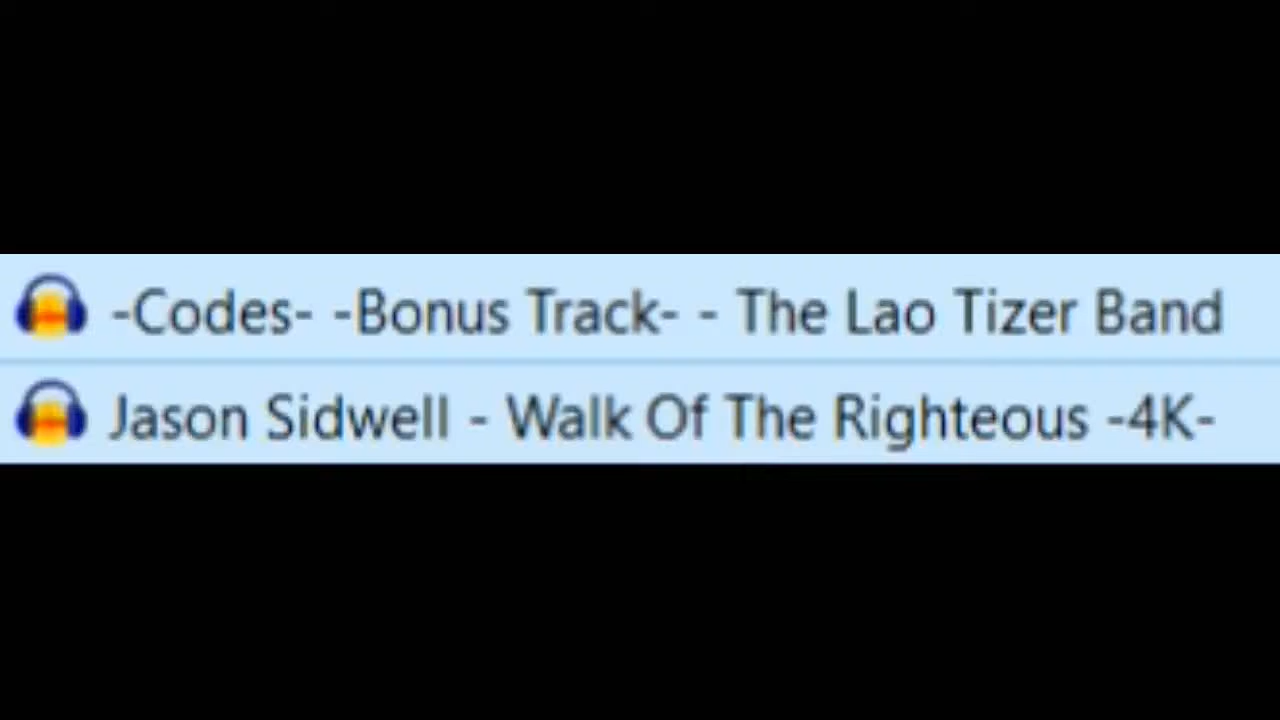 -Codes- -Bonus Track- - The Lao Tizer Band
Jason Sidwell - Walk Of The Righteous -4K-